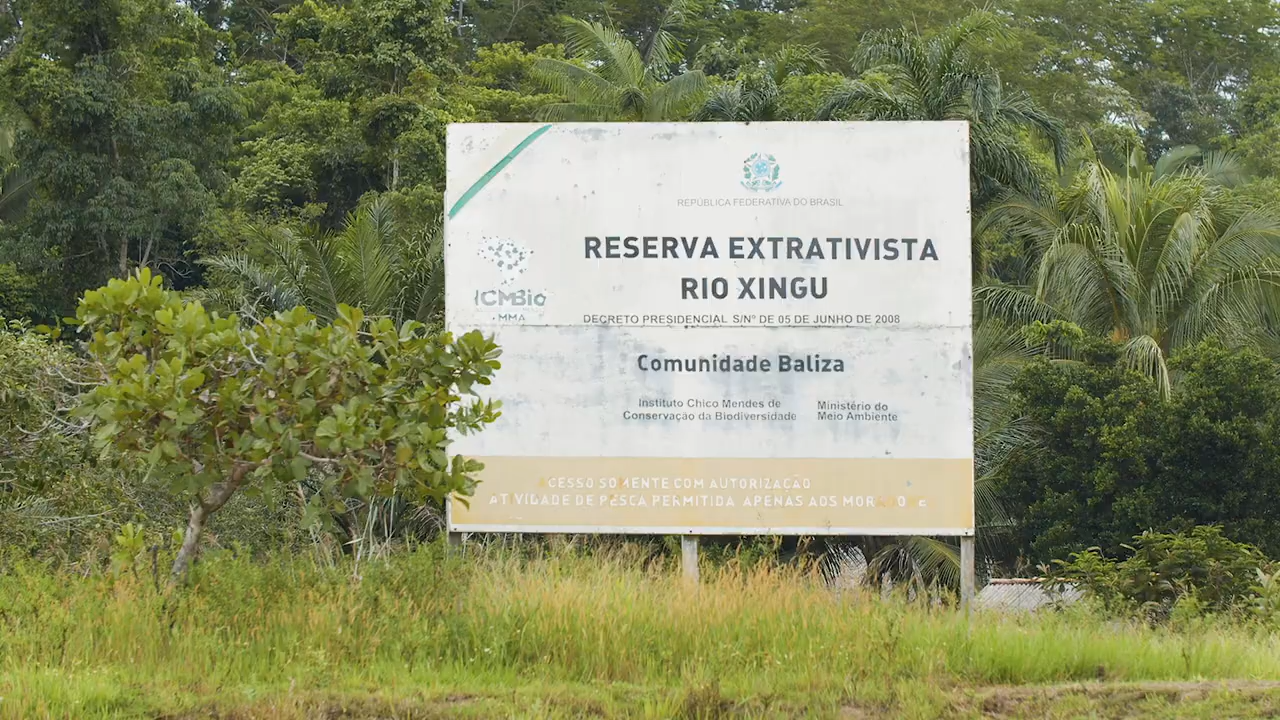 REPÚBLICA FEDERATIVA DO BRASIL
RESERVA EXTRATIVISTA
RIO XINGU
ICMBio
MMA
DECRETO PRESIDENCIAL S/Nº DE 05 DE JUNHO DE 2008
Comunidade Baliza
Instituto Chico Mendes de
Conservação da Biodiversidade
Ministério do
Meio Ambiente
CESSO SOMENTE COM AUTORIZAÇÃO
ATIVIDADE DE PESCA PERMITIDA APENAS AOS